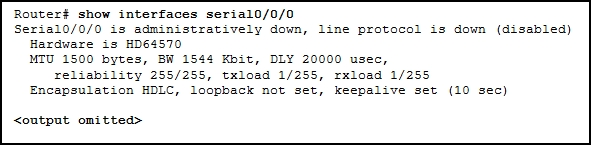 Router# show interfaces serial0/0/0
Serial0/0/0 is administratively down, line protocol is down (disabled)
Hardware is HD64570
MTU 1500 bytes, BW 1544 Kbit, DLY 20000 usec,
reliability 255/255, txload 1/255, rxload 1/255
Encapsulation HDLC, loopback not set, keepalive set (10 sec)
<output omitted>